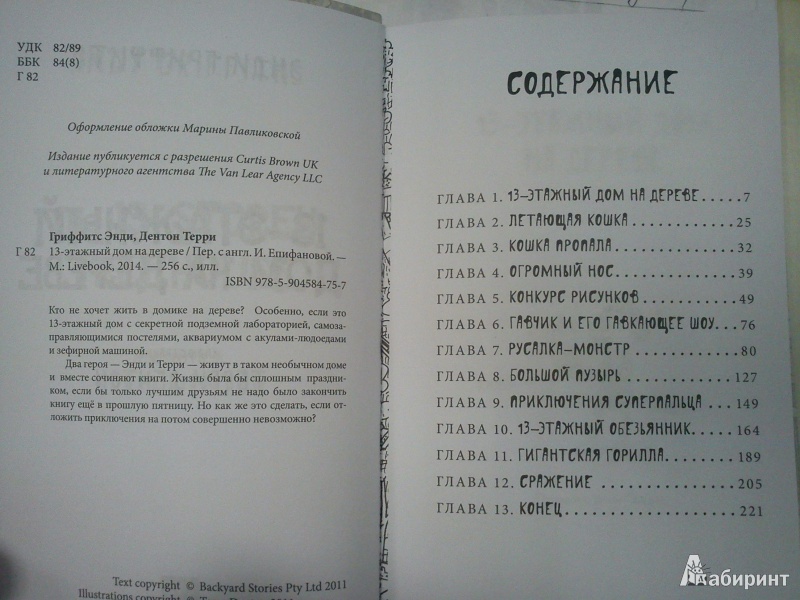 УДК 82/89
ББК 84(8)
Г 82
Оформление обложки Марины Павликовской
Издание публикуется с разрешения Curtis Brown UK
и литературного агентства The Van Lear Agency LLC
Гриффитс Энди, Дентон Терри
Г 82 13-этажный дом на дереве / Пер. с англ. И. Епифановой. —
М.: Livebook, 2014. — 256 с., илл.
ISBN 978-5-904584-75-7
Кто не хочет жить в домике на дереве? Особенно, если это
13-этажный дом с секретной подземной лабораторией, самоза-
правляющимися постелями, аквариумом с акулами-людоедами
и зефирной машиной.
Два героя — Энди и Терри — живут в таком необычном доме
и вместе сочиняют книги. Жизнь была бы сплошным праздни-
ком, если бы только лучшим друзьям не надо было закончить
книгу ещё в прошлую пятницу. Но как же это сделать, если от-
ложить приключения на потом совершенно невозможно?
Text copyright © Backyard Stories Pty Ltd 2011
Illustrations copyright ©
СОДЕРЖАНИЕ
ГЛАВА 1. 13-ЭТАЖНЫЙ ДОМ НА ДЕРЕВЕ.....7
ГЛАВА 2. ЛЕТАЮЩАЯ КОШКА............25
ГЛАВА 3. КОШКА ПРОПАЛА..............32
ГЛАВА 4. ОГРОМНЫЙ НОС..............39
ГЛАВА 5. КОНКУРС РИСУНКОВ...........49
ГЛАВА 6. ГАВЧИК И ЕГО ГАВКАЮЩЕЕ ШОУ..76
ГЛАВА 7. РУСАЛКА-МОНСТР............80
ГЛАВА 8. БОЛЬШОЙ ПУЗЫРЬ...........127
ГЛАВА 9. ПРИКЛЮЧЕНИЯ СУПЕРПАЛЬЦА...149
ГЛАВА 10. 13-ЭТАЖНЫЙ ОБЕЗЬЯННИК.....164
ГЛАВА 11. ГИГАНТСКАЯ ГОРИЛЛА........189
ГЛАВА 12. СРАЖЕНИЕ................205
ГЛАВА 13. КОНЕЦ...................221
Лабиринт